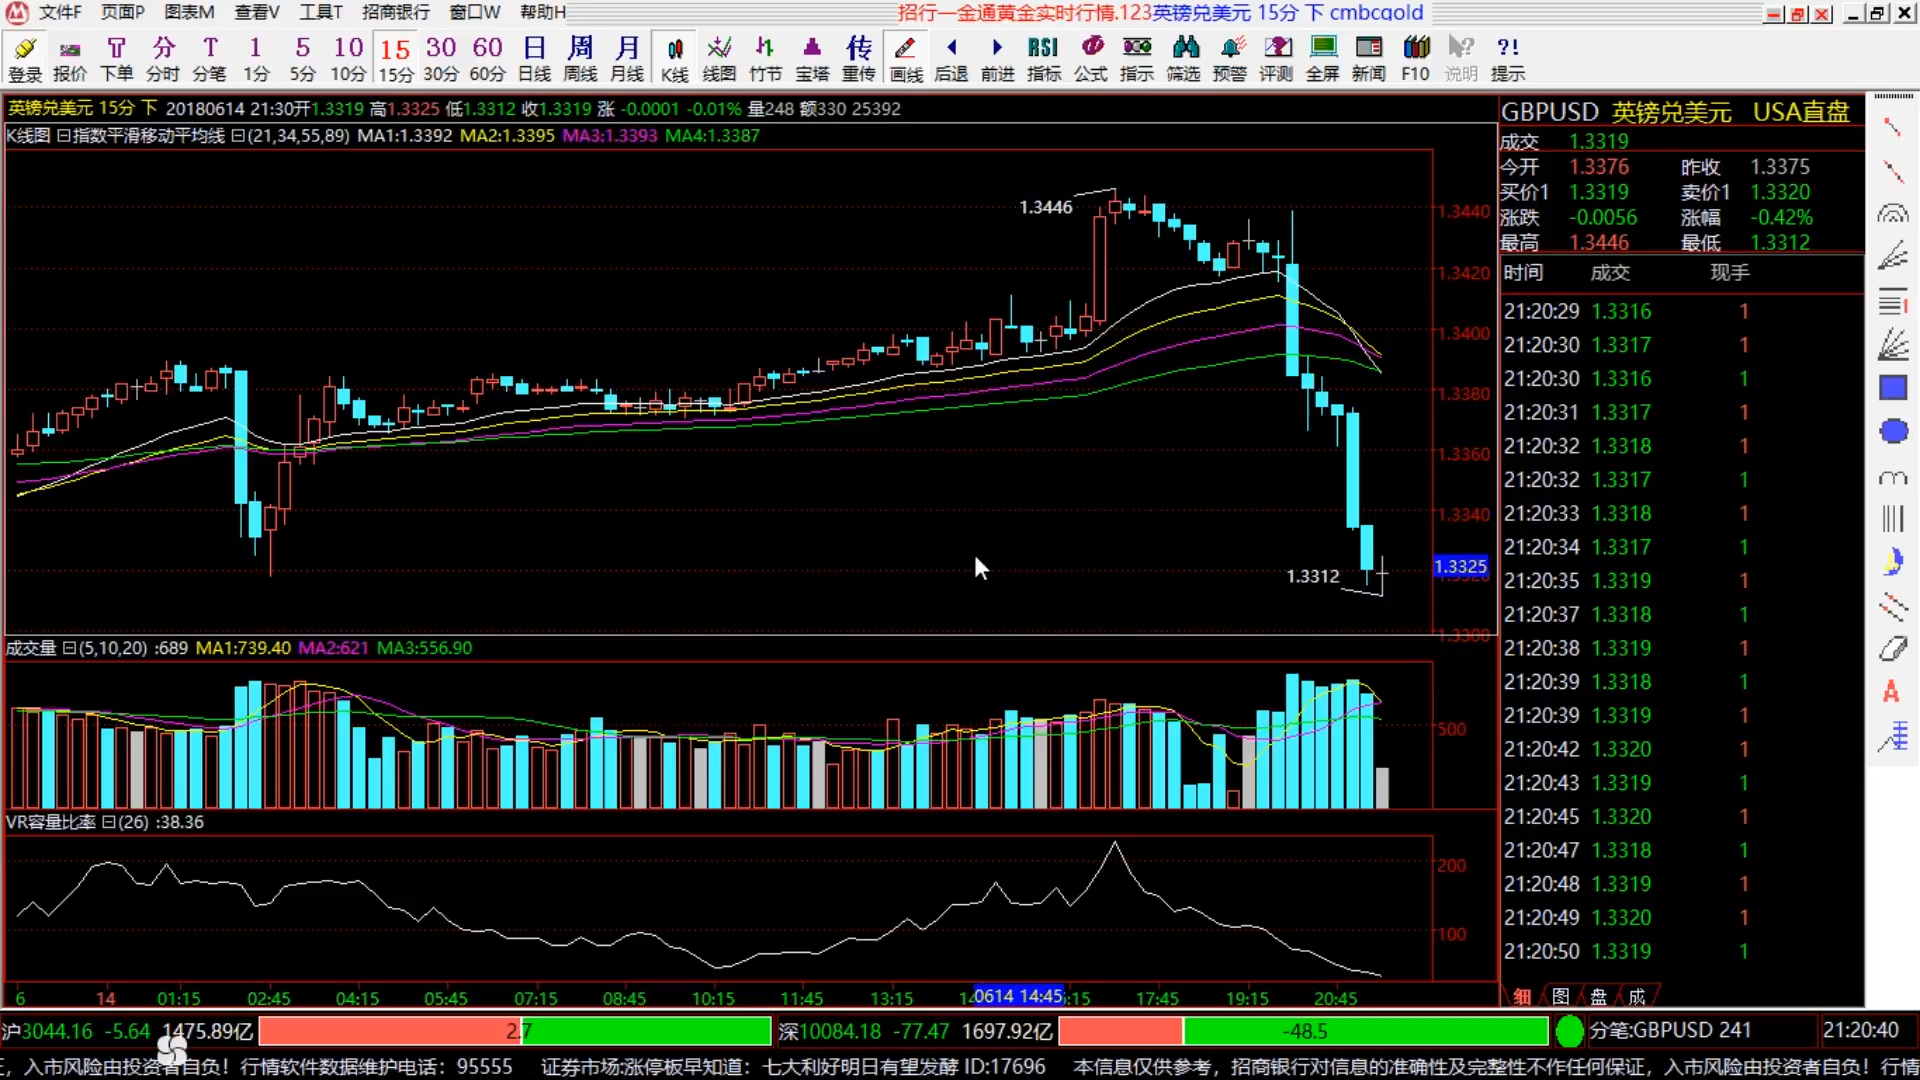 文件F 页面P 图表M 查看V 工具T 招商银行 窗口W 帮助H 招行—金通黄金实时行情.123英镑兑美元 15分 下 cmbcgold
登录 报价 下单 分时 分笔 1分 5分 10分 15分 30分 60分 日线 周线 月线 K线 线图 竹节 宝塔 重传 画线 后退 前进 指标 公式 指示 筛选 预警 评测 全屏 新闻 F10 说明 提示
英镑兑美元 15分 下 20180614 21:30开1.3319 高1.3325 低1.3312 收1.3319 涨 -0.0001 -0.01% 量248 额330 25392
K线图 指数平滑移动平均线 (21,34,55,89) MA1:1.3392 MA2:1.3395 MA3:1.3393 MA4:1.3387
1.3446
1.3440
1.3420
1.3400
1.3380
1.3360
1.3340
1.3325
1.3312
1.3300
成交量 (5,10,20) :689 MA1:739.40 MA2:621 MA3:556.90
500
VR容量比率 (26) :38.36
200
100
6 14 01:15 02:45 04:15 05:45 07:15 08:45 10:15 11:45 13:15 0614 14:45 17:45 19:15 20:45
GBPUSD 英镑兑美元 USA直盘
成交 1.3319
今开 1.3376 昨收 1.3375
买价1 1.3319 卖价1 1.3320
涨跌 -0.0056 涨幅 -0.42%
最高 1.3446 最低 1.3312
时间 成交 现手
21:20:29 1.3316 1
21:20:30 1.3317 1
21:20:30 1.3316 1
21:20:31 1.3317 1
21:20:32 1.3318 1
21:20:32 1.3317 1
21:20:33 1.3318 1
21:20:34 1.3317 1
21:20:35 1.3319 1
21:20:37 1.3318 1
21:20:38 1.3319 1
21:20:39 1.3318 1
21:20:39 1.3319 1
21:20:42 1.3320 1
21:20:43 1.3319 1
21:20:45 1.3320 1
21:20:47 1.3318 1
21:20:48 1.3319 1
21:20:49 1.3320 1
21:20:50 1.3319 1
细 图 盘 成
沪3044.16 -5.64 1475.89亿 2.7 深10084.18 -77.47 1697.92亿 -48.5 分笔:GBPUSD 241 21:20:40
,入市风险由投资者自负！行情软件数据维护电话：95555 证券市场:涨停板早知道：七大利好明日有望发酵 ID:17696 本信息仅供参考，招商银行对信息的准确性及完整性不作任何保证，入市风险由投资者自负！行情